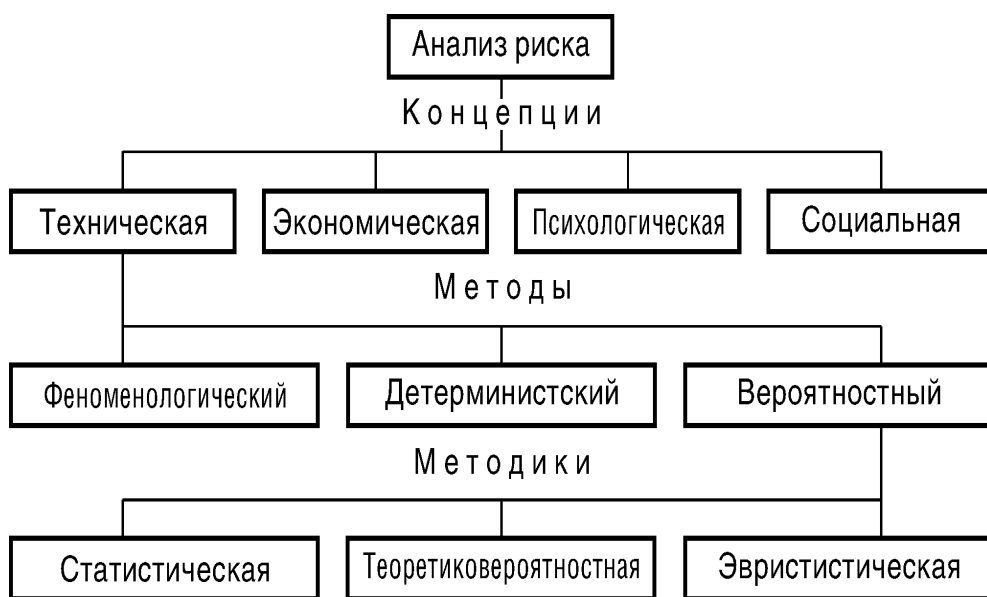 Анализ риска
Концепции
Техническая Экономическая Психологическая Социальная
Методы
Феноменологический Детерминистский Вероятностный
Методики
Статистическая Теоретиковероятностная Эвристистическая